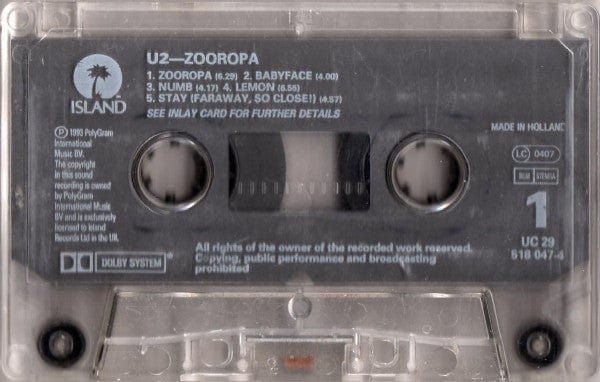 U2—ZOOROPA
1. ZOOROPA (6.29) 2. BABYFACE (4.00)
3. NUMB (4.17) 4. LEMON (6.56)
5. STAY (FARAWAY, SO CLOSE!) (4.57)
SEE INLAY CARD FOR FURTHER DETAILS
ISLAND
Ⓟ 1993 PolyGram
International
Music BV.
The copyright
in this sound
recording is owned
by PolyGram
International Music
BV and is exclusively
licensed to Island
Records Ltd in the UK.
MADE IN HOLLAND
LC 0407
BIEM STEMRA
1
UC 29
518 047-4
DOLBY SYSTEM
All rights of the owner of the recorded work reserved.
Copying, public performance and broadcasting
prohibited